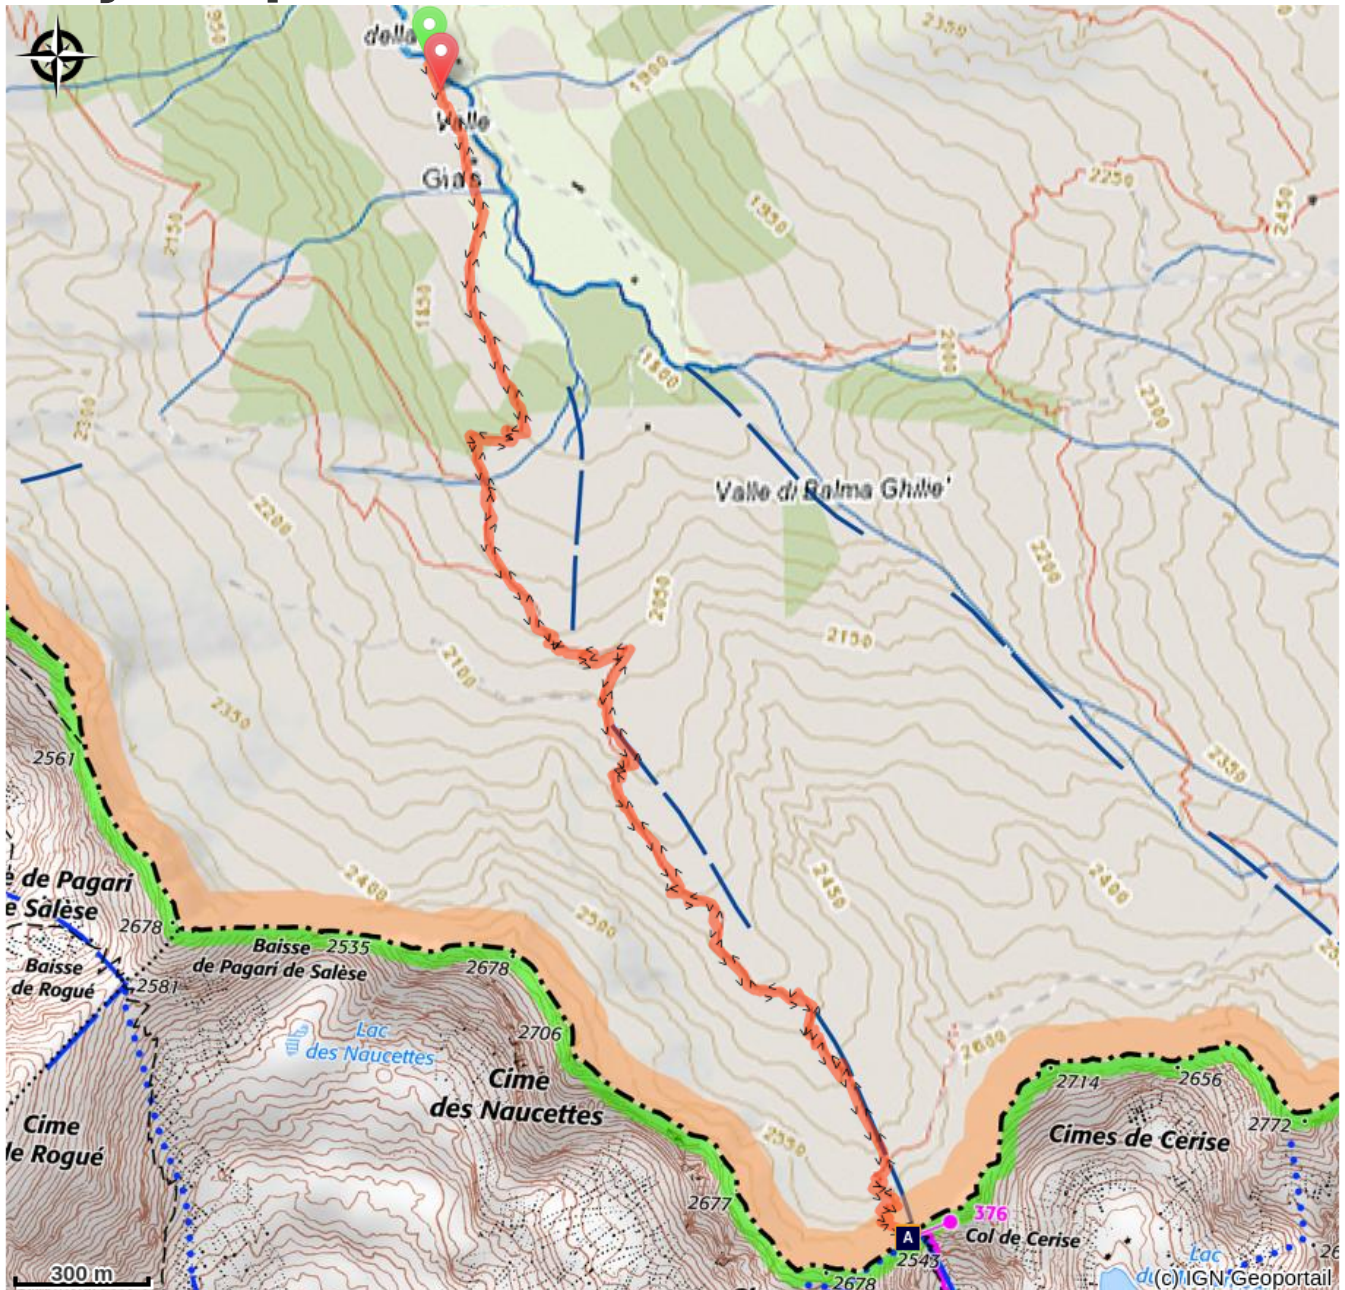 2350
950
della
1900
Valle
Gias
2250
1950
2450
2150
1850
2000
1800
2300
2300
Valle di Balma Ghilie'
2200
2200
2050
2150
2100
2350
2561
2350
2400
2450
2400
de Pagari
e Salèse
2500
2678
Baisse
2535
de Pagari de Salèse
2678
Baisse
de Rogué
2581
2706
Lac
des Naucettes
2600
Cime
des Naucettes
2714
2656
2772
Cime
de Rogué
Cimes de Cerise
2550
2677
376
Col de Cerise
A
2543
Lac
300 m
2678
(c) IGN Geoportail